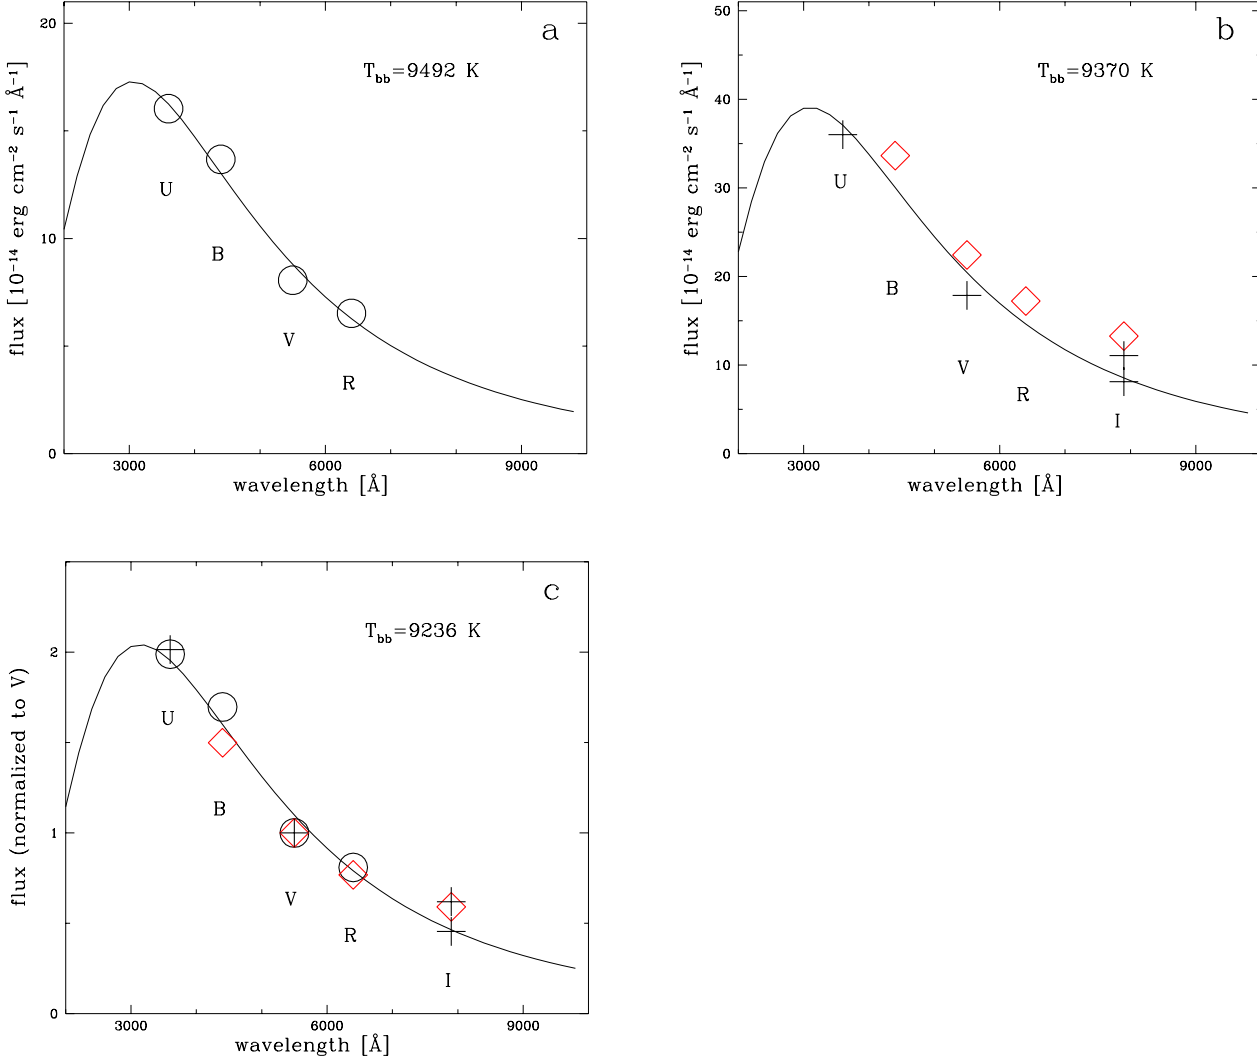 a
T_bb=9492 K
20
10
0
U
B
V
R
flux [10⁻¹⁴ erg cm⁻² s⁻¹ Å⁻¹]
3000 6000 9000
wavelength [Å]
b
T_bb=9370 K
50
40
30
20
10
0
U
B
V
R
I
flux [10⁻¹⁴ erg cm⁻² s⁻¹ Å⁻¹]
3000 6000 9000
wavelength [Å]
c
T_bb=9236 K
2
1
0
U
B
V
R
I
flux (normalized to V)
3000 6000 9000
wavelength [Å]